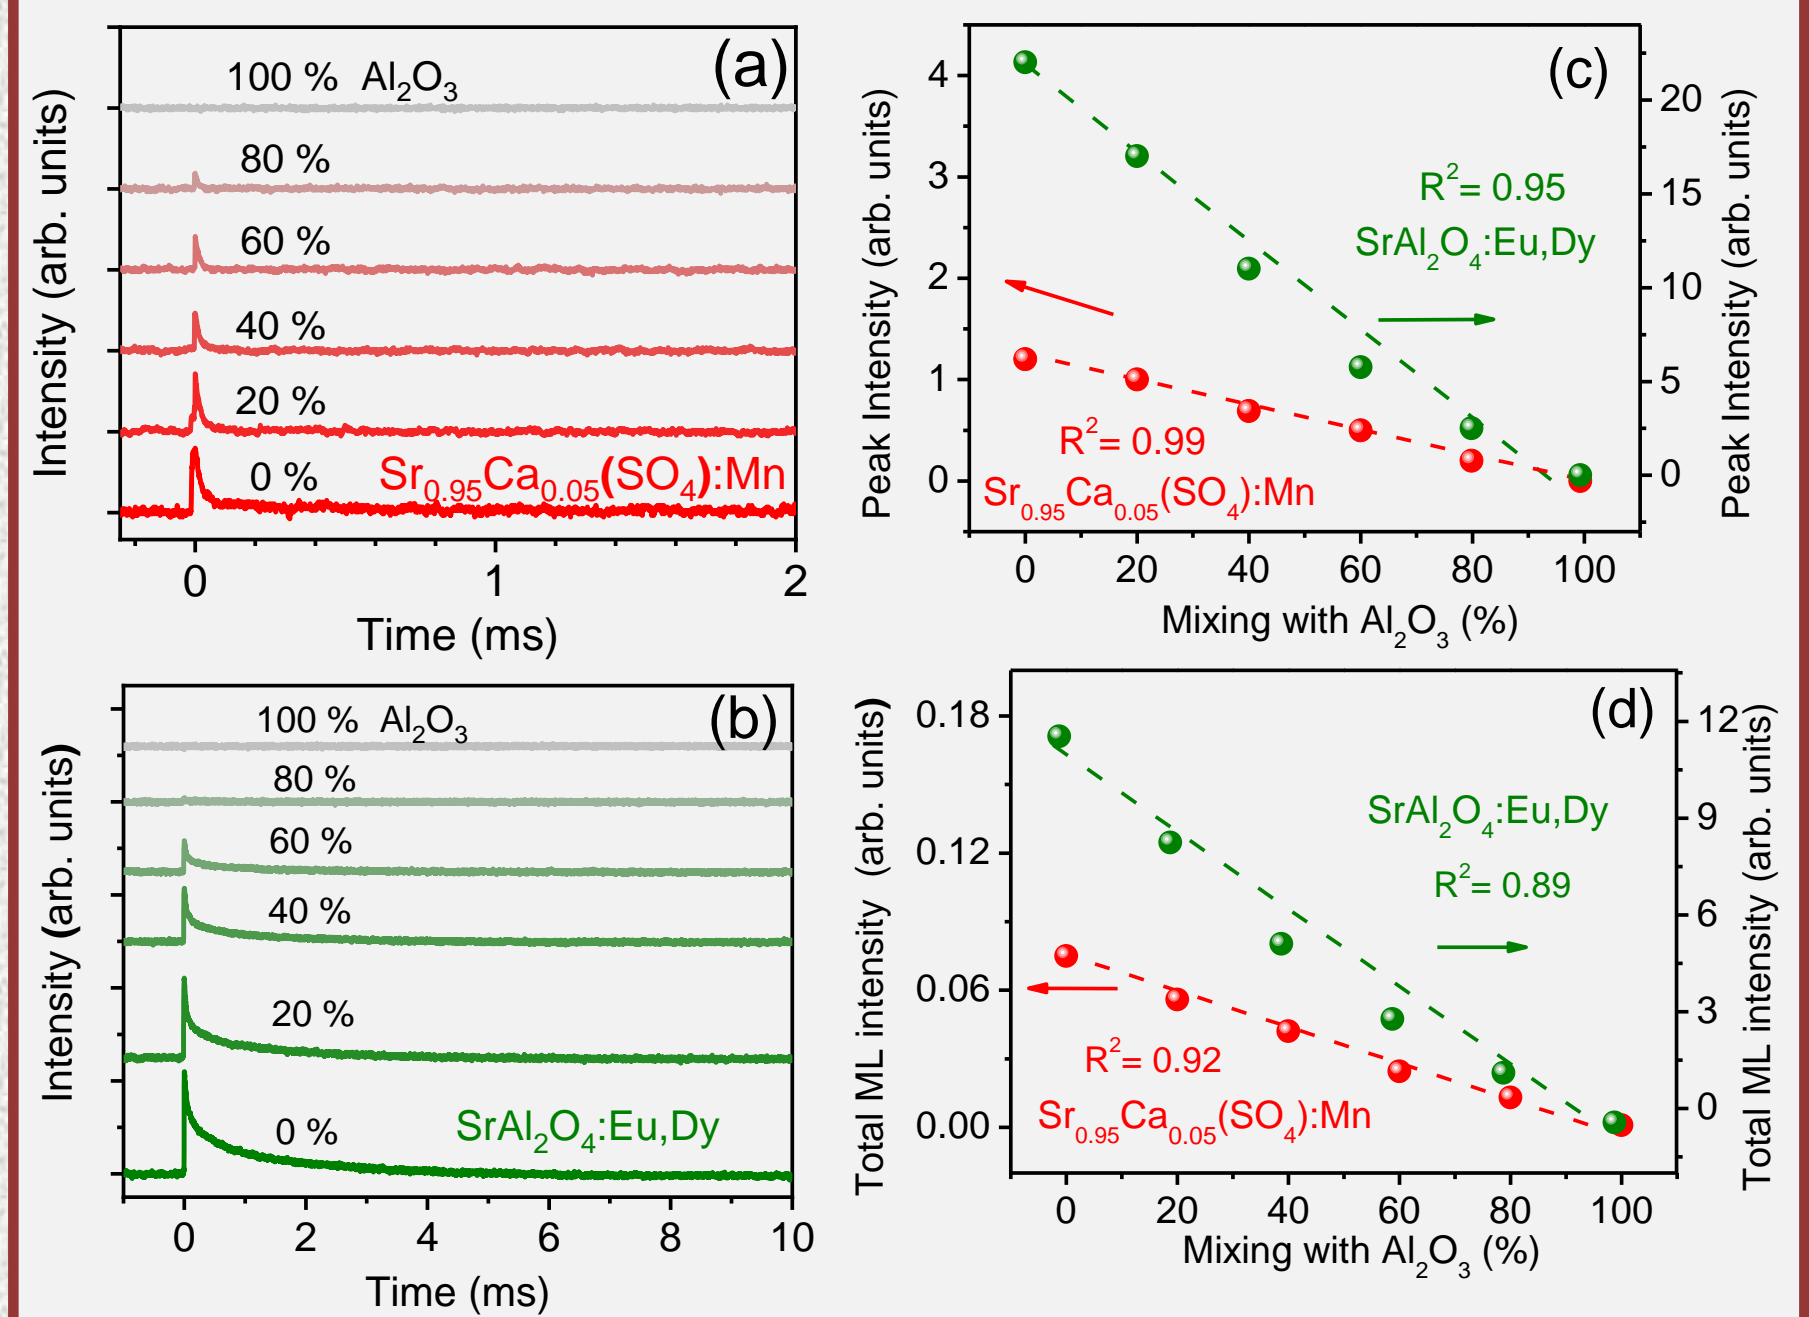 (a)
100 % Al₂O₃
80 %
60 %
40 %
20 %
0 %
Sr₀.₉₅Ca₀.₀₅(SO₄):Mn
Intensity (arb. units)
0 1 2
Time (ms)
(c)
4
3
2
1
0
Peak Intensity (arb. units)
20
15
10
5
0
Peak Intensity (arb. units)
R²= 0.95
SrAl₂O₄:Eu,Dy
R²= 0.99
Sr₀.₉₅Ca₀.₀₅(SO₄):Mn
0 20 40 60 80 100
Mixing with Al₂O₃ (%)
(b)
100 % Al₂O₃
80 %
60 %
40 %
20 %
0 %
SrAl₂O₄:Eu,Dy
Intensity (arb. units)
0 2 4 6 8 10
Time (ms)
(d)
0.18
0.12
0.06
0.00
Total ML intensity (arb. units)
12
9
6
3
0
Total ML intensity (arb. units)
SrAl₂O₄:Eu,Dy
R²= 0.89
R²= 0.92
Sr₀.₉₅Ca₀.₀₅(SO₄):Mn
0 20 40 60 80 100
Mixing with Al₂O₃ (%)